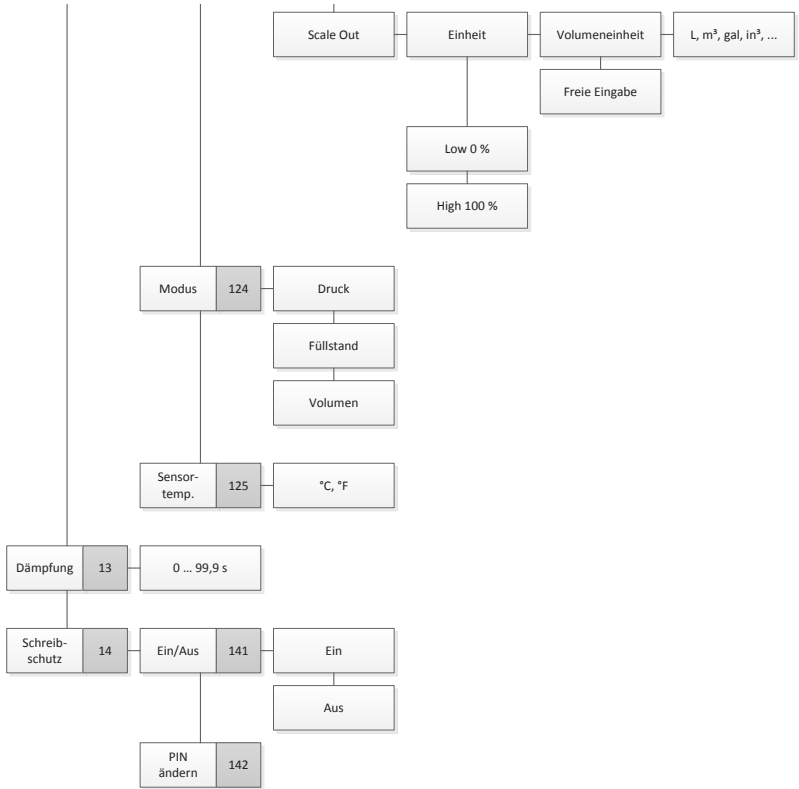 Scale Out
Einheit
Volumeneinheit
L, m³, gal, in³, ...
Freie Eingabe
Low 0 %
High 100 %
Modus
124
Druck
Füllstand
Volumen
Sensor-
temp.
125
°C, °F
Dämpfung
13
0 ... 99,9 s
Schreib-
schutz
14
Ein/Aus
141
Ein
Aus
PIN
ändern
142